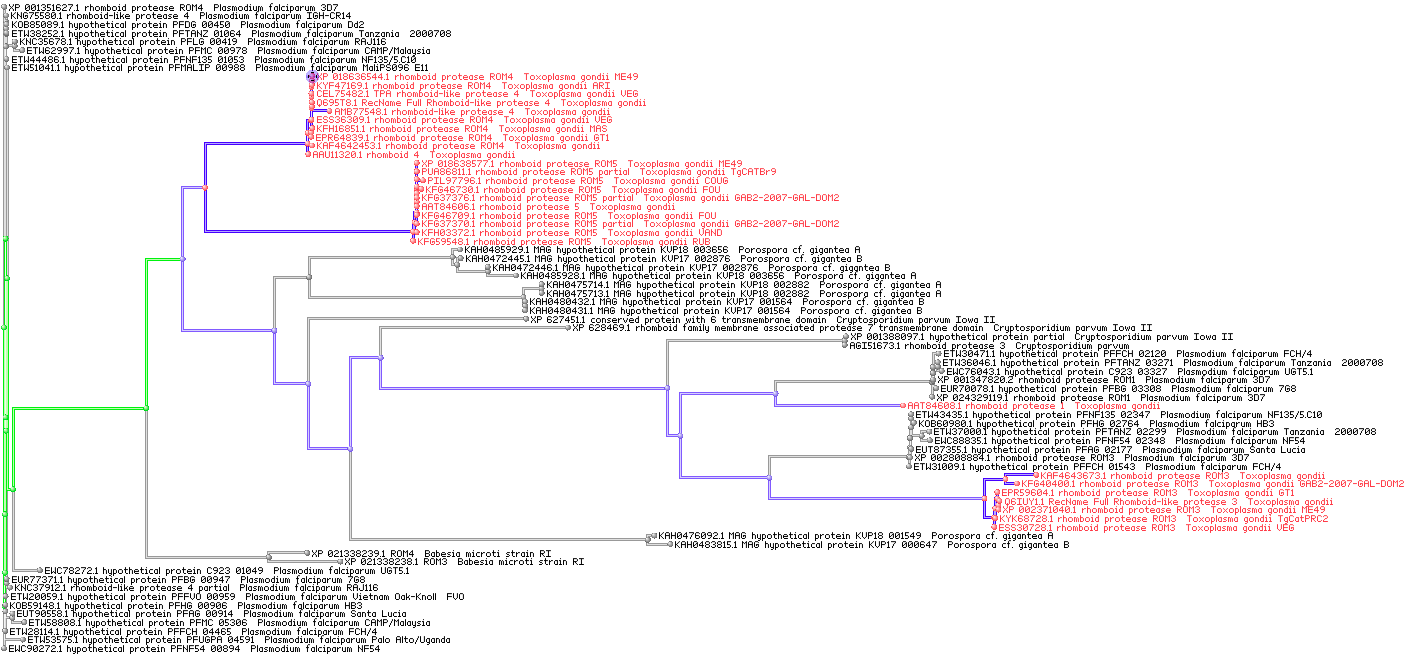 XP 001351627.1 rhomboid protease ROM4 Plasmodium falciparum 3D7
KNG75580.1 rhomboid-like protease 4 Plasmodium falciparum IGH-CR14
KOB85089.1 hypothetical protein PFDG 00450 Plasmodium falciparum Dd2
ETW38252.1 hypothetical protein PFTANZ 01064 Plasmodium falciparum Tanzania 2000708
KNC35678.1 hypothetical protein PFLG 00419 Plasmodium falciparum RAJ116
ETW62997.1 hypothetical protein PFMC 00978 Plasmodium falciparum CAMP/Malaysia
ETW44486.1 hypothetical protein PFNF135 01053 Plasmodium falciparum NF135/5.C10
ETW51041.1 hypothetical protein PFMALIP 00988 Plasmodium falciparum MaliPS096 E11
XP 018636544.1 rhomboid protease ROM4 Toxoplasma gondii ME49
KYF47169.1 rhomboid protease ROM4 Toxoplasma gondii ARI
CEL75482.1 TPA rhomboid-like protease 4 Toxoplasma gondii VEG
Q695T8.1 RecName Full Rhomboid-like protease 4 Toxoplasma gondii
AMB77548.1 rhomboid-like protease 4 Toxoplasma gondii
ESS36309.1 rhomboid protease ROM4 Toxoplasma gondii VEG
KFH16851.1 rhomboid protease ROM4 Toxoplasma gondii MAS
EPR64839.1 rhomboid protease ROM4 Toxoplasma gondii GT1
KAF4642453.1 rhomboid protease ROM4 Toxoplasma gondii
AAU11320.1 rhomboid 4 Toxoplasma gondii
XP 018638577.1 rhomboid protease ROM5 Toxoplasma gondii ME49
PUA86811.1 rhomboid protease ROM5 partial Toxoplasma gondii TgCATBr9
PIL97796.1 rhomboid protease ROM5 Toxoplasma gondii COUG
KFG46730.1 rhomboid protease ROM5 Toxoplasma gondii FOU
KFG37376.1 rhomboid protease ROM5 partial Toxoplasma gondii GAB2-2007-GAL-DOM2
AAT84606.1 rhomboid protease 5 Toxoplasma gondii
KFG46709.1 rhomboid protease ROM5 Toxoplasma gondii FOU
KFG37370.1 rhomboid protease ROM5 partial Toxoplasma gondii GAB2-2007-GAL-DOM2
KFH03372.1 rhomboid protease ROM5 Toxoplasma gondii VAND
KFG59548.1 rhomboid protease ROM5 Toxoplasma gondii RUB
KAH0485929.1 MAG hypothetical protein KVP18 003656 Porospora cf. gigantea A
KAH0472445.1 MAG hypothetical protein KVP17 002876 Porospora cf. gigantea B
KAH0472446.1 MAG hypothetical protein KVP17 002876 Porospora cf. gigantea B
KAH0485928.1 MAG hypothetical protein KVP18 003656 Porospora cf. gigantea A
KAH0475714.1 MAG hypothetical protein KVP18 002882 Porospora cf. gigantea A
KAH0475713.1 MAG hypothetical protein KVP18 002882 Porospora cf. gigantea A
KAH0480432.1 MAG hypothetical protein KVP17 001564 Porospora cf. gigantea B
KAH0480431.1 MAG hypothetical protein KVP17 001564 Porospora cf. gigantea B
XP 627451.1 conserved protein with 6 transmembrane domain Cryptosporidium parvum Iowa II
XP 628469.1 rhomboid family membrane associated protease 7 transmembrane domain Cryptosporidium parvum Iowa II
XP 001388097.1 hypothetical protein partial Cryptosporidium parvum Iowa II
AGI51673.1 rhomboid protease 3 Cryptosporidium parvum
ETW30471.1 hypothetical protein PFFCH 02120 Plasmodium falciparum FCH/4
ETW36046.1 hypothetical protein PFTANZ 03271 Plasmodium falciparum Tanzania 2000708
EWC76043.1 hypothetical protein C923 03327 Plasmodium falciparum UGT5.1
XP 001347820.2 rhomboid protease ROM1 Plasmodium falciparum 3D7
EUR70078.1 hypothetical protein PFBG 03308 Plasmodium falciparum 7G8
XP 024329119.1 rhomboid protease ROM1 Plasmodium falciparum 3D7
AAT84608.1 rhomboid protease 1 Toxoplasma gondii
ETW43435.1 hypothetical protein PFNF135 02347 Plasmodium falciparum NF135/5.C10
KOB60980.1 hypothetical protein PFHG 02764 Plasmodium falciparum HB3
ETW37000.1 hypothetical protein PFTANZ 02299 Plasmodium falciparum Tanzania 2000708
EWC88835.1 hypothetical protein PFNF54 02348 Plasmodium falciparum NF54
EUT87355.1 hypothetical protein PFAG 02177 Plasmodium falciparum Santa Lucia
XP 002808884.1 rhomboid protease ROM3 Plasmodium falciparum 3D7
ETW31009.1 hypothetical protein PFFCH 01543 Plasmodium falciparum FCH/4
KAF4643673.1 rhomboid protease ROM3 Toxoplasma gondii
KFG40400.1 rhomboid protease ROM3 Toxoplasma gondii GAB2-2007-GAL-DOM2
EPR59604.1 rhomboid protease ROM3 Toxoplasma gondii GT1
Q6IUY1.1 RecName Full Rhomboid-like protease 3 Toxoplasma gondii
XP 002371040.1 rhomboid protease ROM3 Toxoplasma gondii ME49
KYK68728.1 rhomboid protease ROM3 Toxoplasma gondii TgCatPRC2
ESS30728.1 rhomboid protease ROM3 Toxoplasma gondii VEG
KAH0476092.1 MAG hypothetical protein KVP18 001549 Porospora cf. gigantea A
KAH0483815.1 MAG hypothetical protein KVP17 000647 Porospora cf. gigantea B
XP 021338239.1 ROM4 Babesia microti strain RI
XP 021338238.1 ROM3 Babesia microti strain RI
EWC78272.1 hypothetical protein C923 01049 Plasmodium falciparum UGT5.1
EUR77371.1 hypothetical protein PFBG 00947 Plasmodium falciparum 7G8
KNC37912.1 rhomboid-like protease 4 partial Plasmodium falciparum RAJ116
ETW20059.1 hypothetical protein PFFVO 00959 Plasmodium falciparum Vietnam Oak-Knoll FVO
KOB59148.1 hypothetical protein PFHG 00906 Plasmodium falciparum HB3
EUT90558.1 hypothetical protein PFAG 00914 Plasmodium falciparum Santa Lucia
ETW58808.1 hypothetical protein PFMC 05306 Plasmodium falciparum CAMP/Malaysia
ETW28114.1 hypothetical protein PFFCH 04465 Plasmodium falciparum FCH/4
ETW53575.1 hypothetical protein PFUGPA 04591 Plasmodium falciparum Palo Alto/Uganda
EWC90272.1 hypothetical protein PFNF54 00894 Plasmodium falciparum NF54